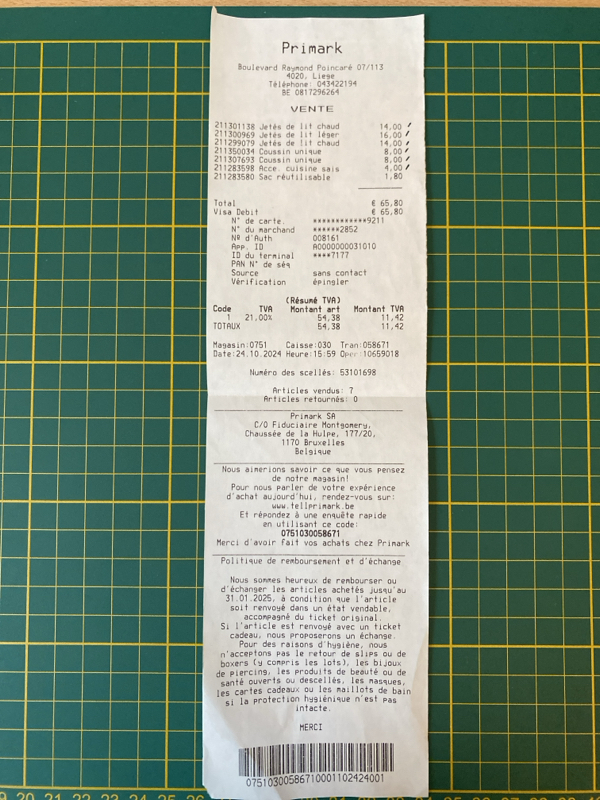 Primark
Boulevard Raymond Poincaré 07/113
4020, Liege
Téléphone: 043422194
BE 0817296264
VENTE
211301138 Jetés de lit chaud 14,00
211300969 Jetés de lit léger 16,00
211299079 Jetés de lit chaud 14,00
211350034 Coussin unique 8,00
211307693 Coussin unique 8,00
211283598 Acce. cuisine sais 4,00
211283580 Sac réutilisable 1,80
Total € 65,80
Visa Debit € 65,80
N° de carte. ************9211
N° du marchand ******2852
NR d'Auth 008161
App. ID A0000000031010
ID du terminal ****7177
PAN N° de séq
Source sans contact
Vérification épingler
(Résumé TVA)
Code TVA Montant art Montant TVA
1 21,00% 54,38 11,42
TOTAUX 54,38 11,42
Magasin:0751 Caisse:030 Tran:058671
Date:24.10.2024 Heure:15:59 Oper:10659018
Numéro des scellés: 53101698
Articles vendus: 7
Articles retournés: 0
Primark SA
C/O Fiduciaire Montgomery,
Chaussée de la Hulpe, 177/20,
1170 Bruxelles
Belgique
Nous aimerions savoir ce que vous pensez
de notre magasin!
Pour nous parler de votre expérience
d'achat aujourd'hui, rendez-vous sur:
www.tellprimark.be
Et répondez à une enquête rapide
en utilisant ce code:
0751030058671
Merci d'avoir fait vos achats chez Primark
Politique de remboursement et d'échange
Nous sommes heureux de rembourser ou
d'échanger les articles achetés jusqu'au
31.01.2025, à condition que l'article
soit renvoyé dans un état vendable,
accompagné du ticket original.
Si l'article est renvoyé avec un ticket
cadeau, nous proposerons un échange.
Pour des raisons d'hygiène, nous
n'acceptons pas le retour de slips ou de
boxers (y compris les lots), les bijoux
de piercing, les produits de beauté ou de
santé ouverts ou descellés, les masques,
les cartes cadeaux ou les maillots de bain
si la protection hygiénique n'est pas
intacte.
MERCI
07510300586710001102424001